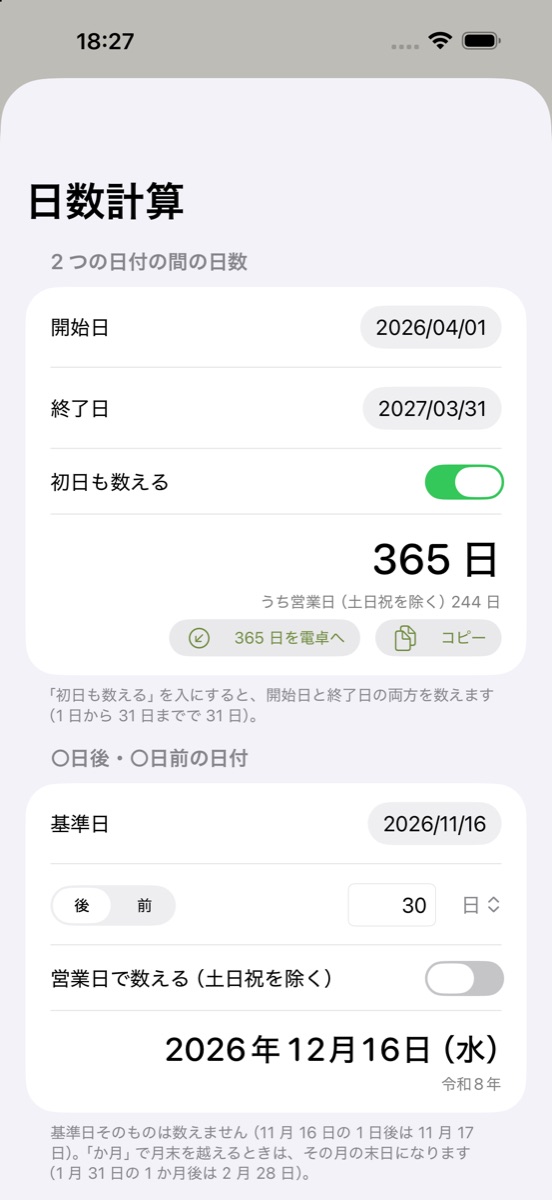 18:27
日数計算
2 つの日付の間の日数
開始日
2026/04/01
終了日
2027/03/31
初日も数える
365 日
うち営業日（土日祝を除く）244 日
365 日を電卓へ
コピー
「初日も数える」を入にすると、開始日と終了日の両方を数えます
（1 日から 31 日までで 31 日）。
〇日後・〇日前の日付
基準日
2026/11/16
後
前
30
日
営業日で数える（土日祝を除く）
2026年12月16日（水）
令和8年
基準日そのものは数えません（11 月 16 日の 1 日後は 11 月 17
日）。「か月」で月末を越えるときは、その月の末日になります
（1 月 31 日の 1 か月後は 2 月 28 日）。